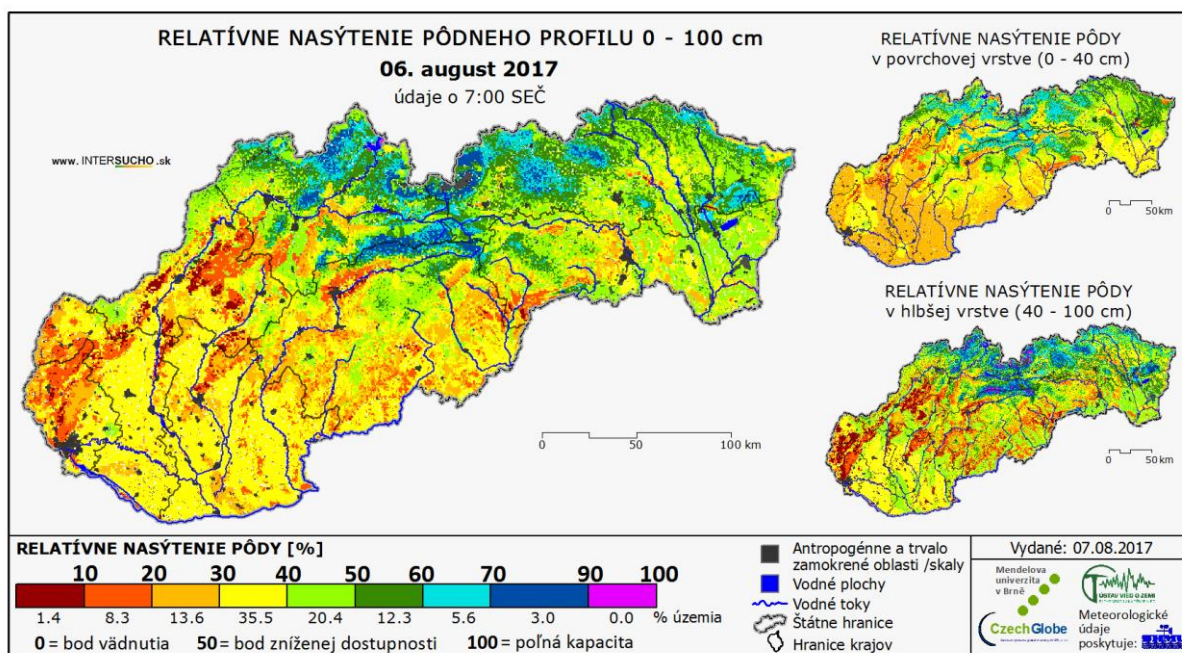 RELATÍVNE NASÝTENIE PÔDNEHO PROFILU 0 - 100 cm
06. august 2017
údaje o 7:00 SEČ
www. INTERSUCHO.sk
0 50 100 km
RELATÍVNE NASÝTENIE PÔDY
v povrchovej vrstve (0 - 40 cm)
0 50km
RELATÍVNE NASÝTENIE PÔDY
v hlbšej vrstve (40 - 100 cm)
0 50km
RELATÍVNE NASÝTENIE PÔDY [%]
10 20 30 40 50 60 70 90 100
1.4 8.3 13.6 35.5 20.4 12.3 5.6 3.0 0.0 % územia
0 = bod vädnutia 50 = bod zníženej dostupnosti 100 = poľná kapacita
Antropogénne a trvalo
zamokrené oblasti /skaly
Vodné plochy
Vodné toky
Štátne hranice
Hranice krajov
Vydané: 07.08.2017
Mendelova
univerzita
v Brně
ÚSTAV VIED O ZEMI
CzechGlobe
Meteorologické
údaje
poskytuje: